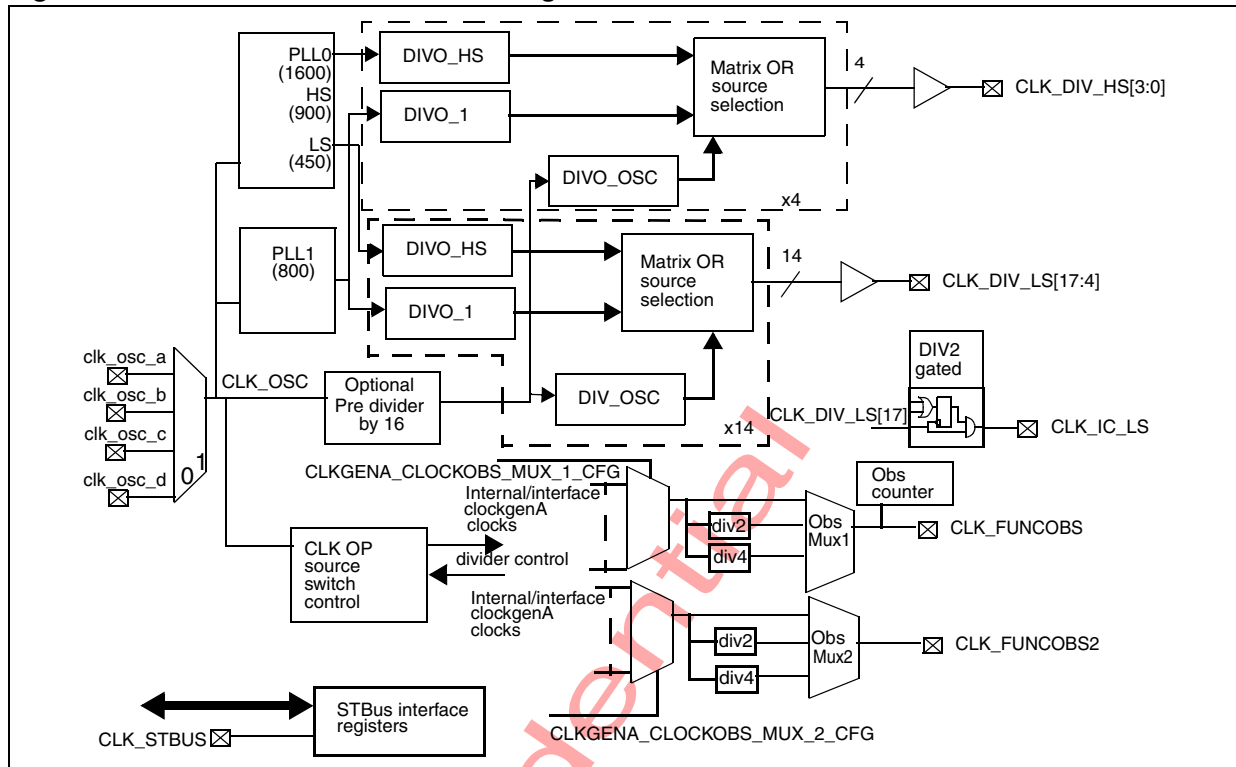 PLL0
(1600)
HS
(900)
LS
(450)
DIVO_HS
DIVO_1
Matrix OR
source
selection
4
CLK_DIV_HS[3:0]
DIVO_OSC
x4
PLL1
(800)
DIVO_HS
DIVO_1
Matrix OR
source
selection
14
CLK_DIV_LS[17:4]
clk_osc_a
clk_osc_b
clk_osc_c
clk_osc_d
0
1
CLK_OSC
Optional
Pre divider
by 16
DIV_OSC
x14
DIV2
gated
CLK_DIV_LS[17]
CLK_IC_LS
CLKGENA_CLOCKOBS_MUX_1_CFG
Internal/interface
clockgenA
clocks
div2
div4
Obs
Mux1
Obs
counter
CLK_FUNCOBS
CLK OP
source
switch
control
divider control
Internal/interface
clockgenA
clocks
div2
div4
Obs
Mux2
CLK_FUNCOBS2
CLKGENA_CLOCKOBS_MUX_2_CFG
STBus interface
registers
CLK_STBUS
dential